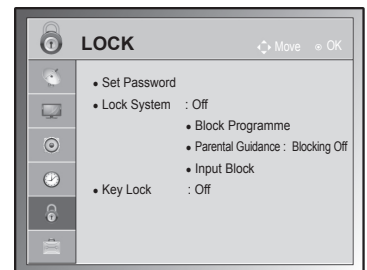 LOCK
Move OK
• Set Password
• Lock System : Off
• Block Programme
• Parental Guidance : Blocking Off
• Input Block
• Key Lock : Off